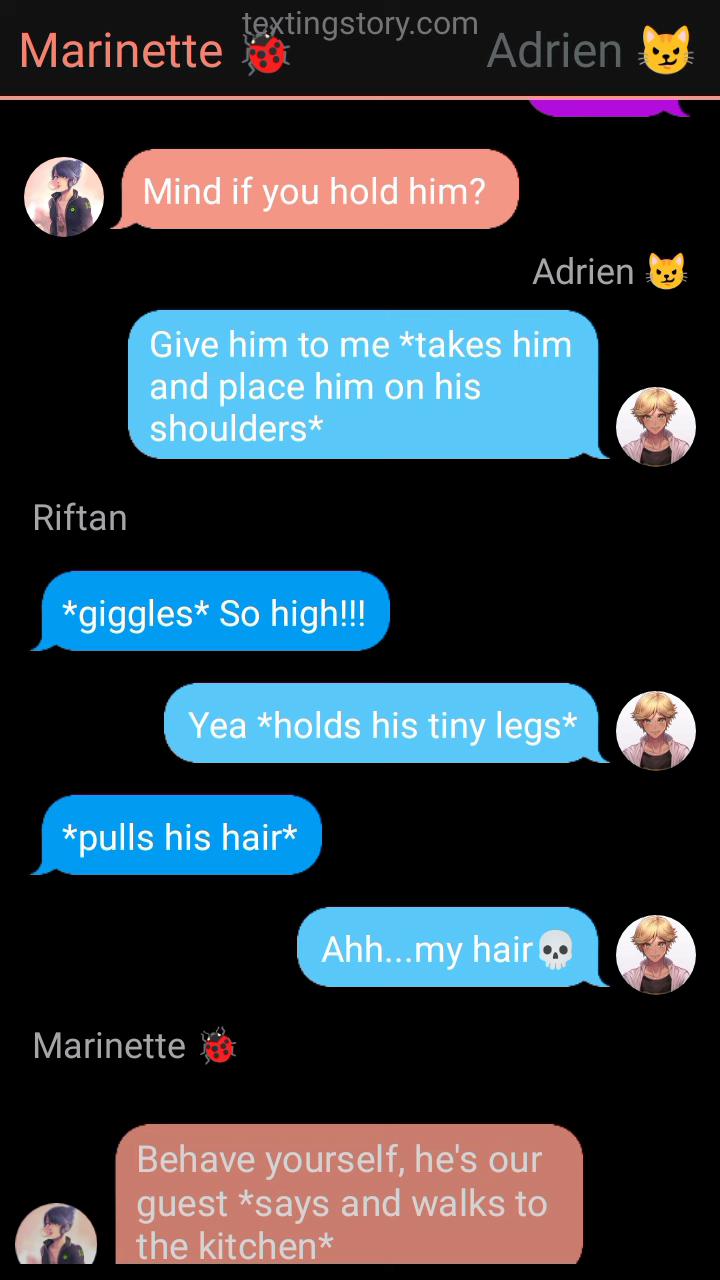 textingstory.com
Marinette 🐞 Adrien 😼
Mind if you hold him?
Adrien 😼
Give him to me *takes him
and place him on his
shoulders*
Riftan
*giggles* So high!!!
Yea *holds his tiny legs*
*pulls his hair*
Ahh...my hair💀
Marinette 🐞
Behave yourself, he's our
guest *says and walks to
the kitchen*